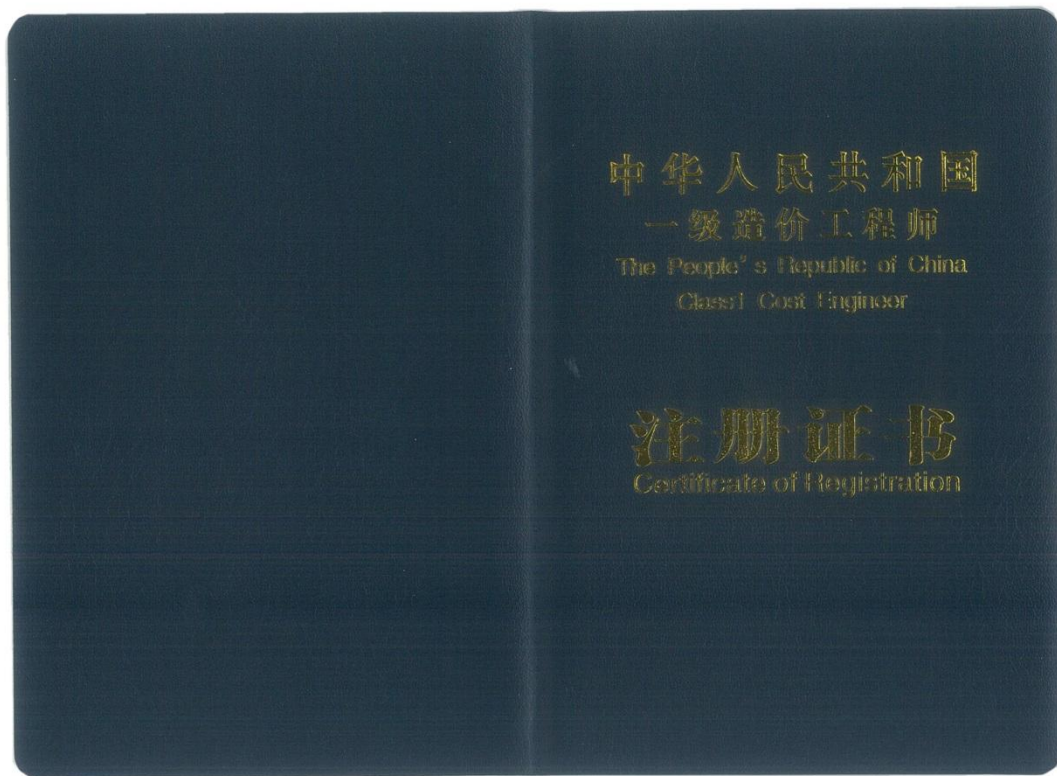 中华人民共和国
一级造价工程师
The People's Republic of China
Class1 Cost Engineer
注册证书
Certificate of Registration